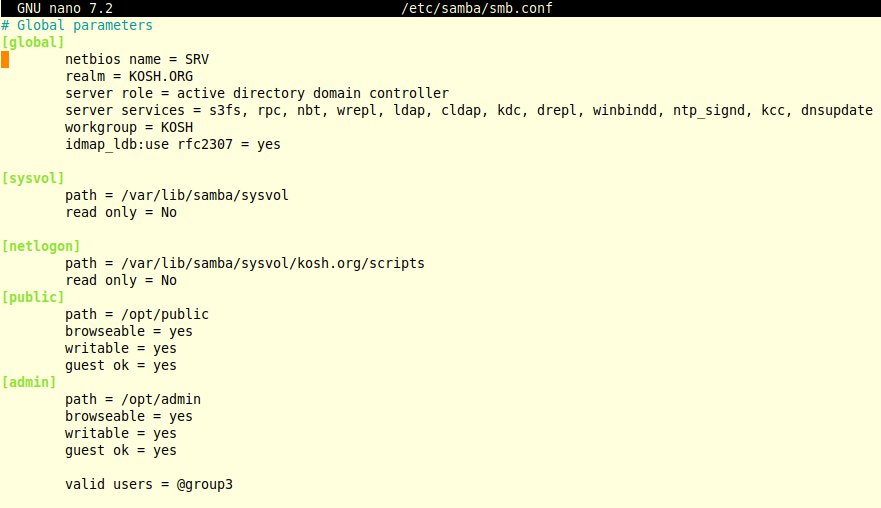 GNU nano 7.2 /etc/samba/smb.conf
# Global parameters
[global]
netbios name = SRV
realm = KOSH.ORG
server role = active directory domain controller
server services = s3fs, rpc, nbt, wrepl, ldap, cldap, kdc, drepl, winbindd, ntp_signd, kcc, dnsupdate
workgroup = KOSH
idmap_ldb:use rfc2307 = yes
[sysvol]
path = /var/lib/samba/sysvol
read only = No
[netlogon]
path = /var/lib/samba/sysvol/kosh.org/scripts
read only = No
[public]
path = /opt/public
browseable = yes
writable = yes
guest ok = yes
[admin]
path = /opt/admin
browseable = yes
writable = yes
guest ok = yes
valid users = @group3